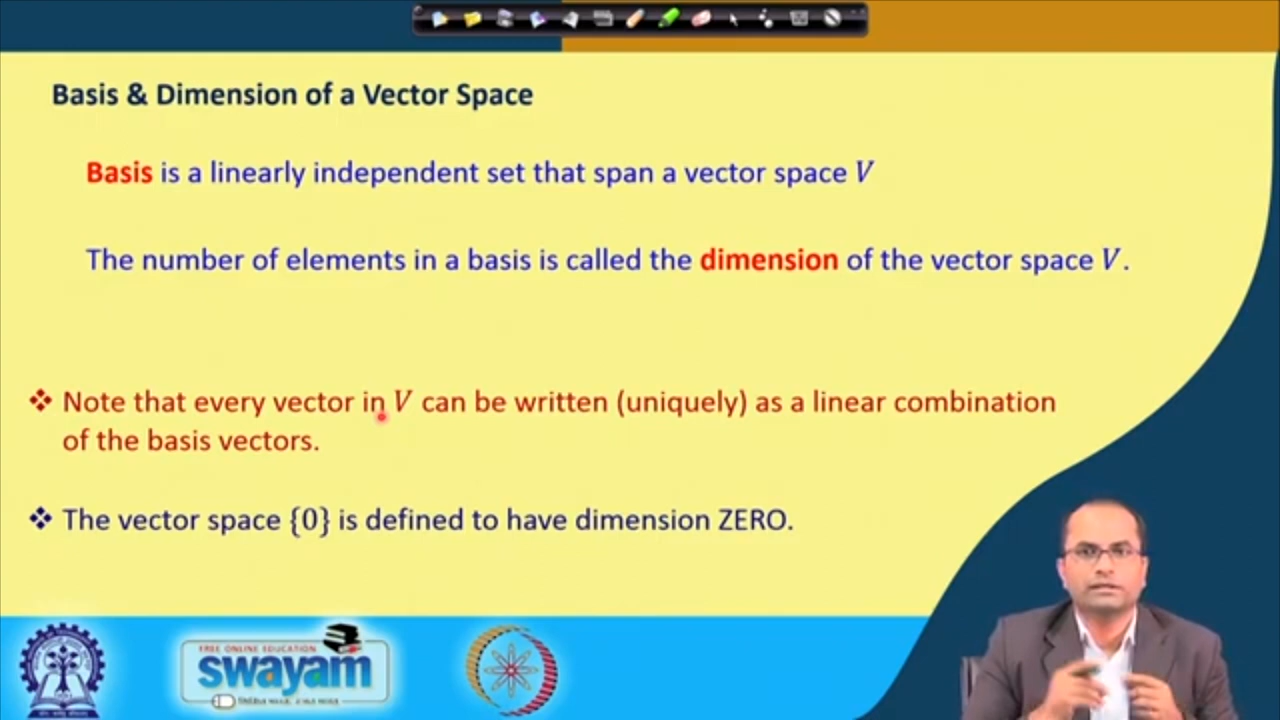 Basis & Dimension of a Vector Space
Basis is a linearly independent set that span a vector space V
The number of elements in a basis is called the dimension of the vector space V.
❖ Note that every vector in V can be written (uniquely) as a linear combination
of the basis vectors.
❖ The vector space {0} is defined to have dimension ZERO.
FREE ONLINE EDUCATION
swayam